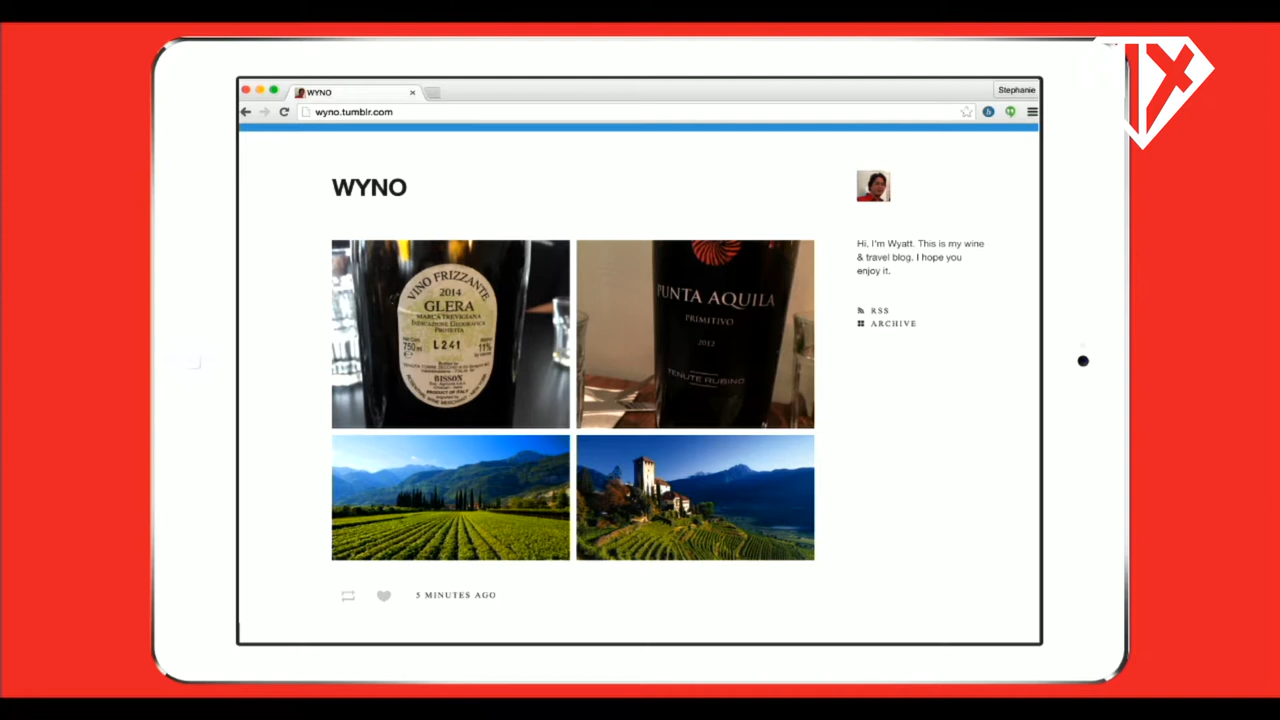 WYNO
Stephanie
wyno.tumblr.com
WYNO
Hi, I'm Wyatt. This is my wine
& travel blog. I hope you
enjoy it.
RSS
ARCHIVE
VINO FRIZZANTE
2014
GLERA
MARCA TREVIGIANA
INDICAZIONE GEOGRAFICA
PROTETTA
750 ml
L241
11%
BISSON
PRODUCT OF ITALY
PUNTA AQUILA
PRIMITIVO
2012
TENUTE RUBINO
5 MINUTES AGO